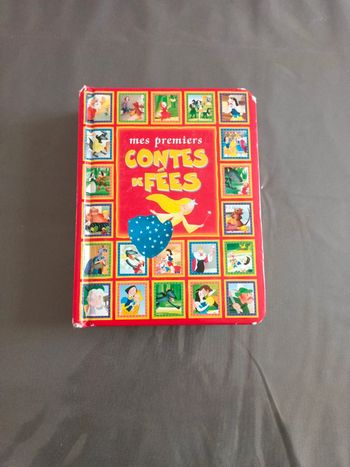 mes premiers
CONTES
DE FÉES